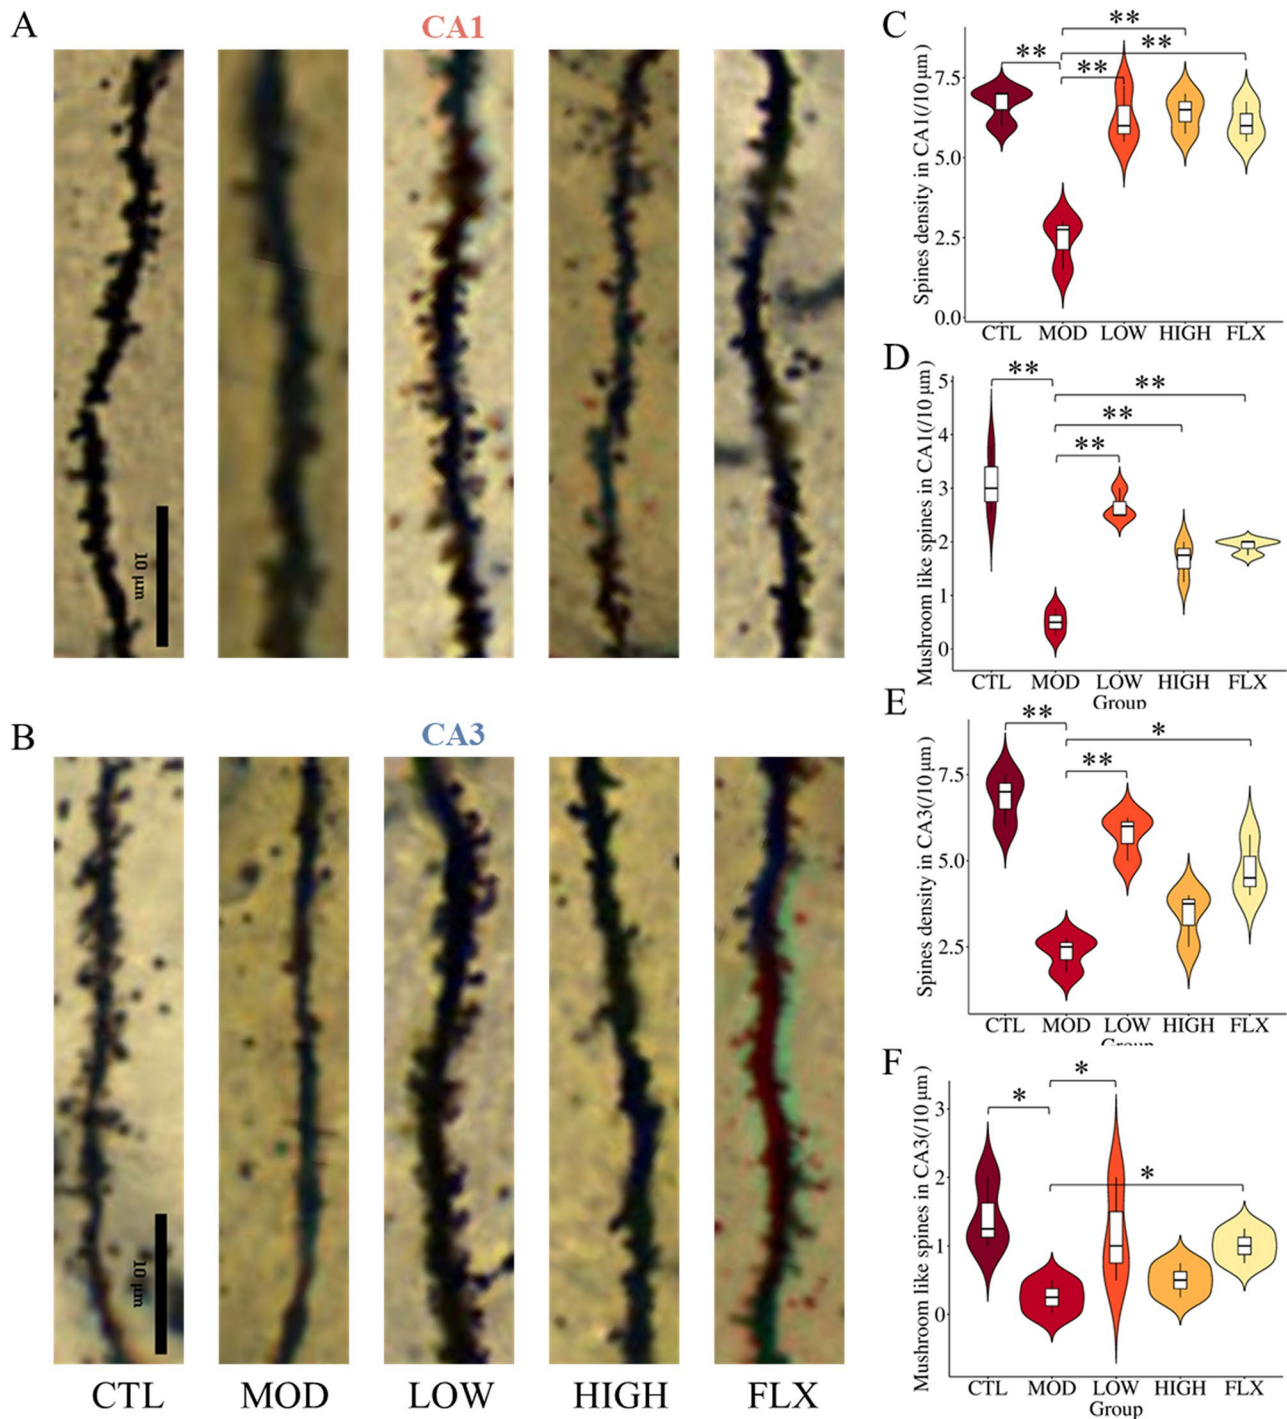 A
CA1
10 μm
B
CA3
10 μm
CTL MOD LOW HIGH FLX
C
Spines density in CA1(/10 μm)
7.5
5.0
2.5
0.0
** ** ** **
CTL MOD LOW HIGH FLX
D
Mushroom like spines in CA1(/10 μm)
5
4
3
2
1
0
** ** ** **
CTL MOD LOW HIGH FLX
Group
E
Spines density in CA3(/10 μm)
7.5
5.0
2.5
** * **
CTL MOD LOW HIGH FLX
Group
F
Mushroom like spines in CA3(/10 μm)
3
2
1
0
* * *
CTL MOD LOW HIGH FLX
Group